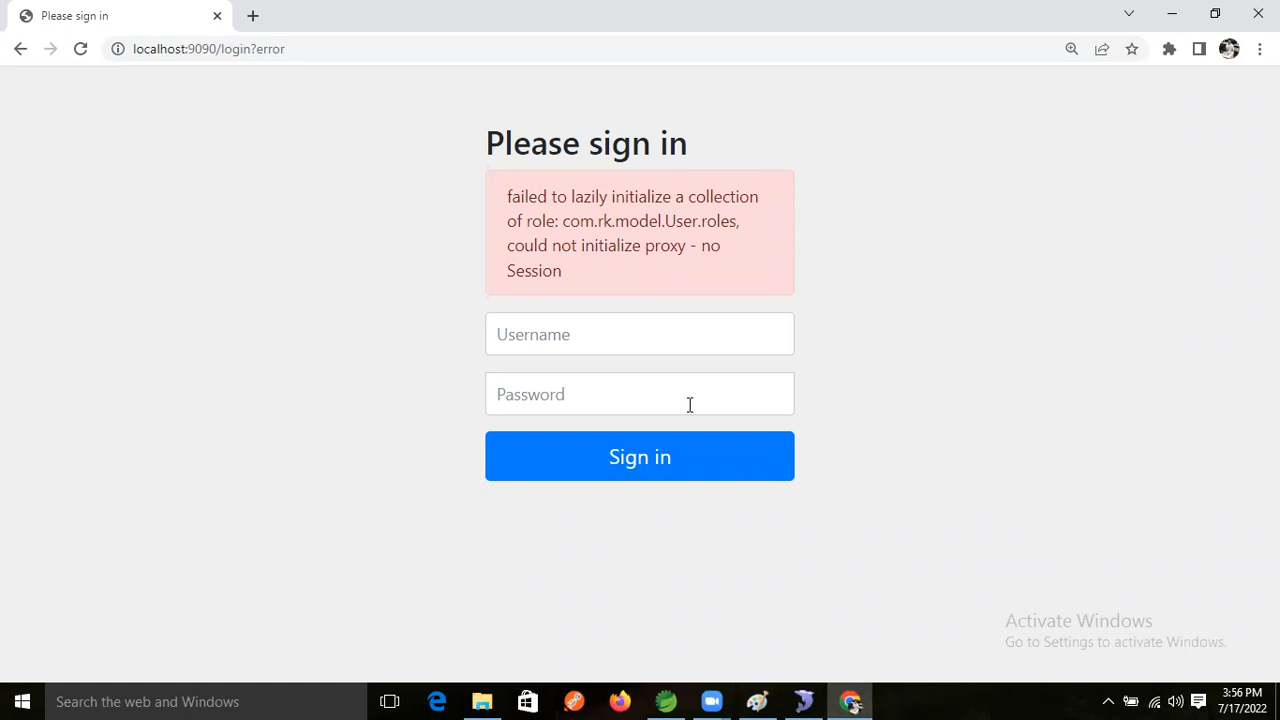 Please sign in
localhost:9090/login?error
Please sign in
failed to lazily initialize a collection
of role: com.rk.model.User.roles,
could not initialize proxy - no
Session
Username
Password
Sign in
Activate Windows
Go to Settings to activate Windows.
Search the web and Windows
3:56 PM
7/17/2022